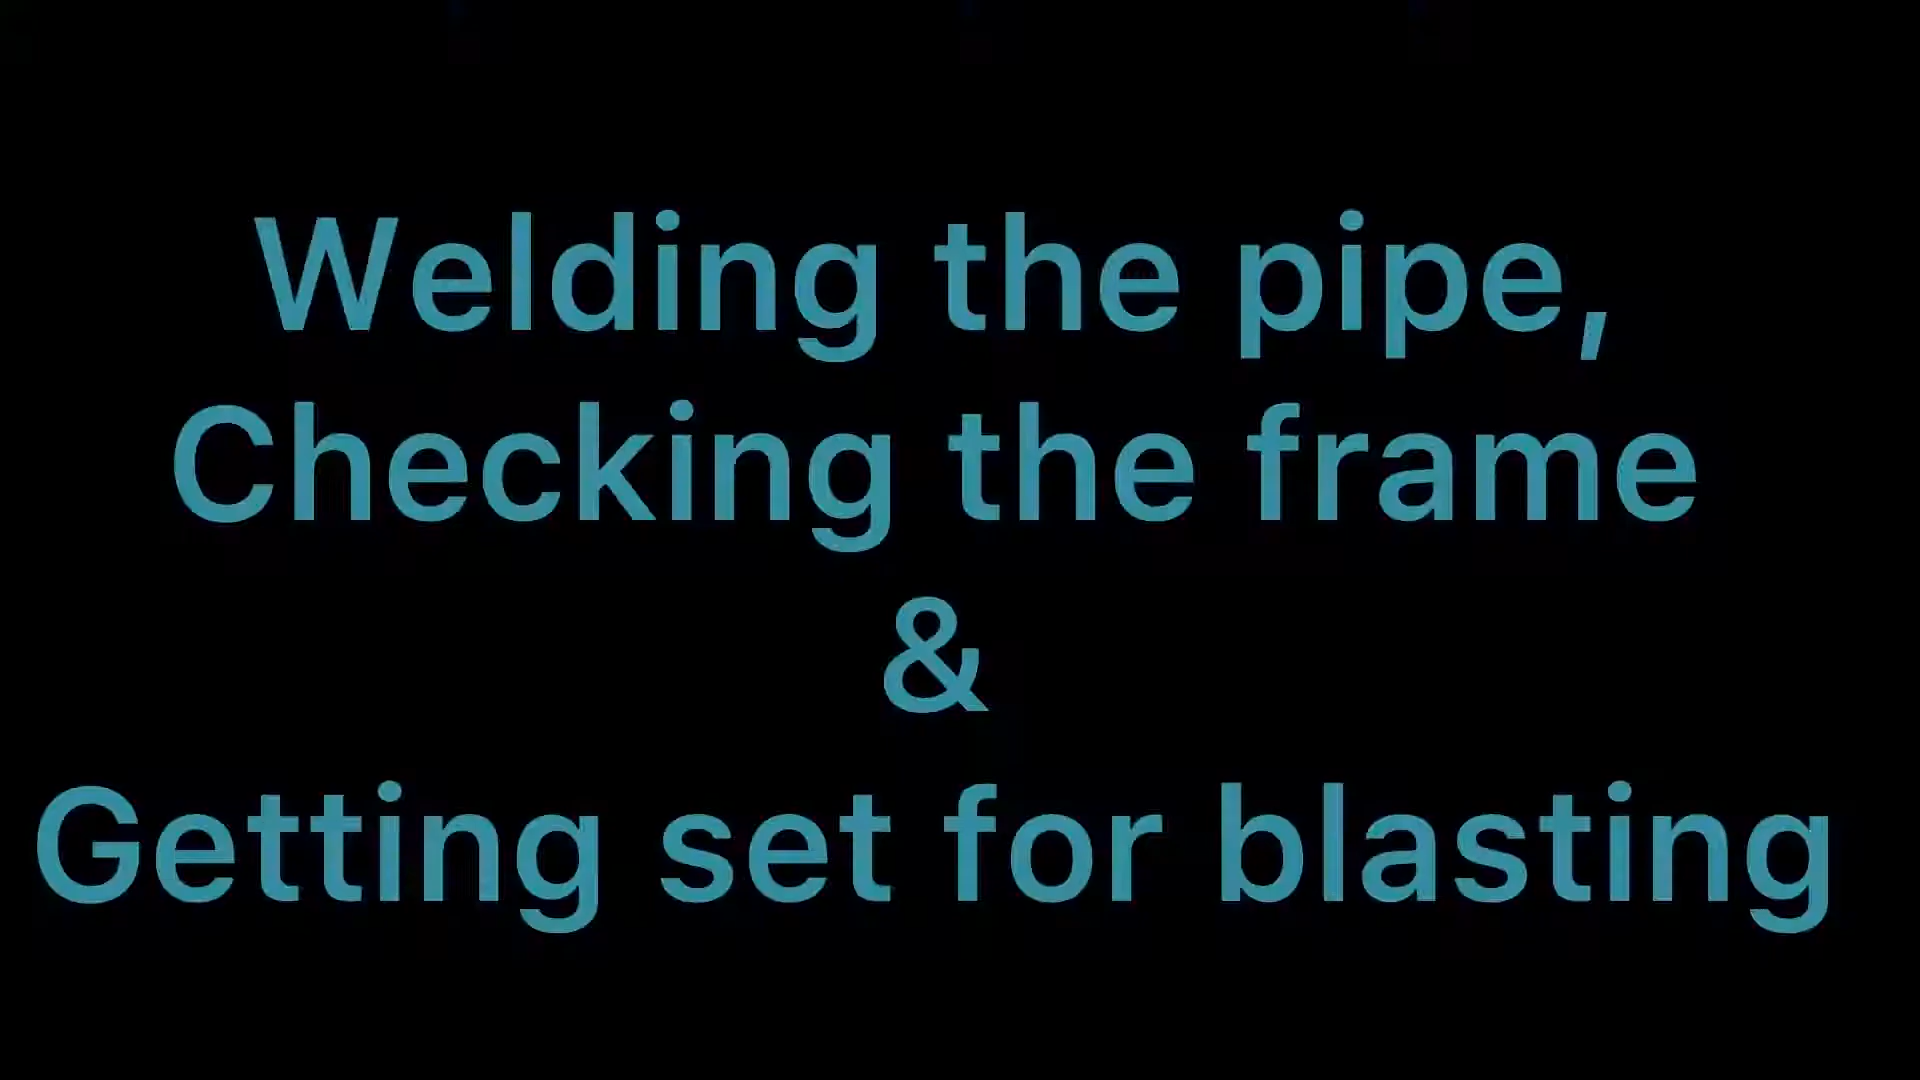 Welding the pipe,
Checking the frame
&
Getting set for blasting